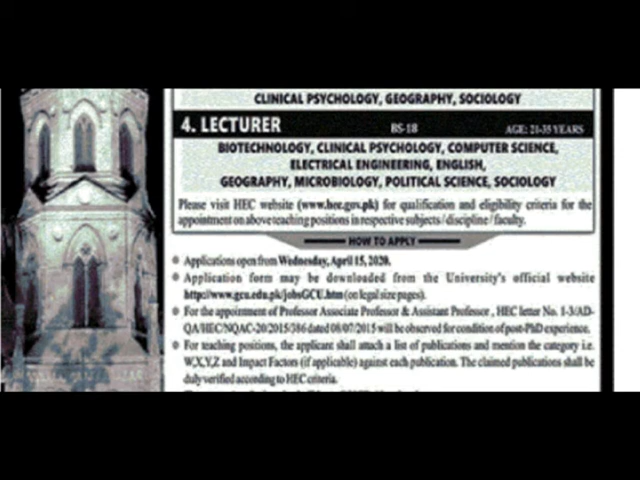 CLINICAL PSYCHOLOGY, GEOGRAPHY, SOCIOLOGY
4. LECTURER BS-18 AGE: 21-35 YEARS
BIOTECHNOLOGY, CLINICAL PSYCHOLOGY, COMPUTER SCIENCE,
ELECTRICAL ENGINEERING, ENGLISH,
GEOGRAPHY, MICROBIOLOGY, POLITICAL SCIENCE, SOCIOLOGY
Please visit HEC website (www.hec.gov.pk) for qualification and eligibility criteria for the
appointment on above teaching positions in respective subjects / discipline / faculty.
HOW TO APPLY
Applications open from Wednesday, April 15, 2020.
Application form may be downloaded from the University's official website
http://www.gcu.edu.pk/jobsGCU.htm (on legal size pages).
For the appointment of Professor Associate Professor & Assistant Professor, HEC letter No. 1-3/AD-
QA/HEC/NQAC-20/2015/386 dated 08/07/2015 will be observed for condition of post-PhD experience.
For teaching positions, the applicant shall attach a list of publications and mention the category i.e.
W,X,Y,Z and Impact Factors (if applicable) against each publication. The claimed publications shall be
duly verified according to HEC criteria.